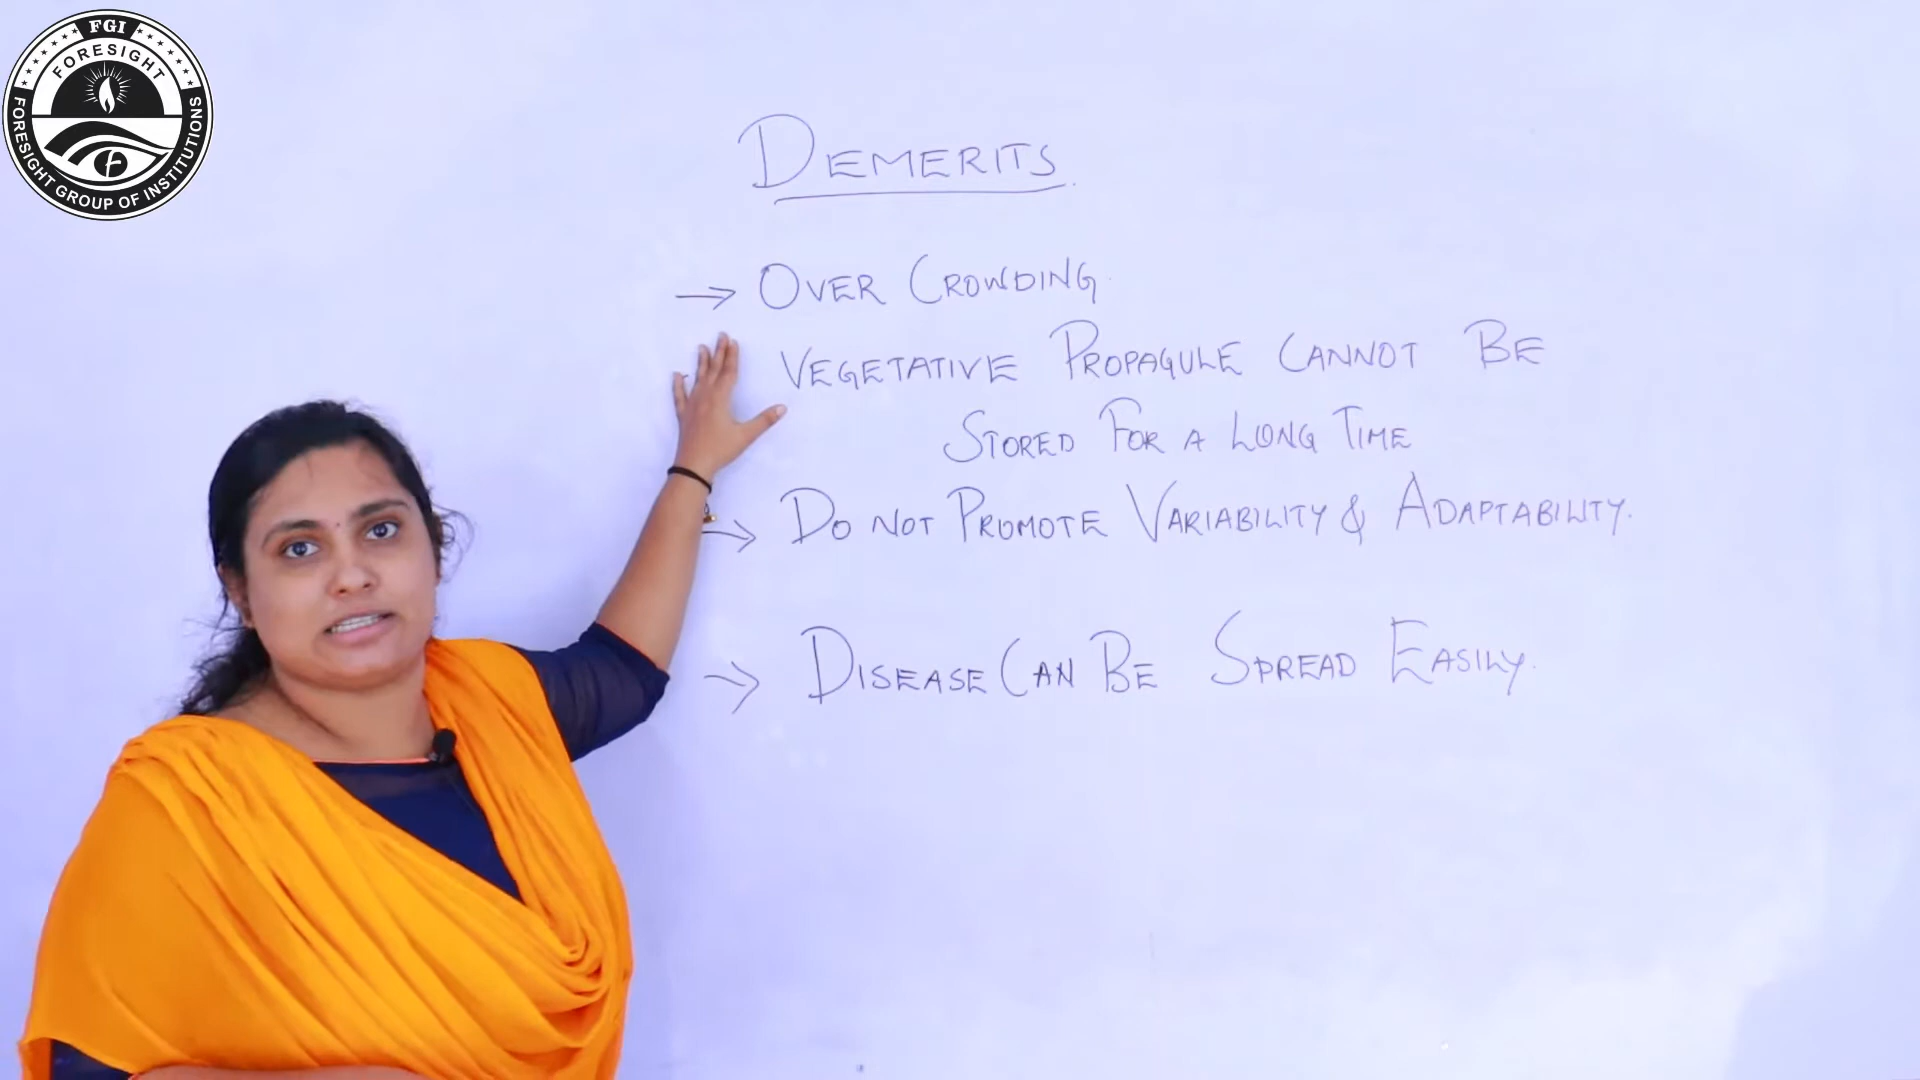 FGI
FORESIGHT
FORESIGHT GROUP OF INSTITUTIONS
DEMERITS
→ OVER CROWDING
VEGETATIVE PROPAGULE CANNOT BE
STORED FOR A LONG TIME
→ DO NOT PROMOTE VARIABILITY & ADAPTABILITY.
→ DISEASE CAN BE SPREAD EASILY.